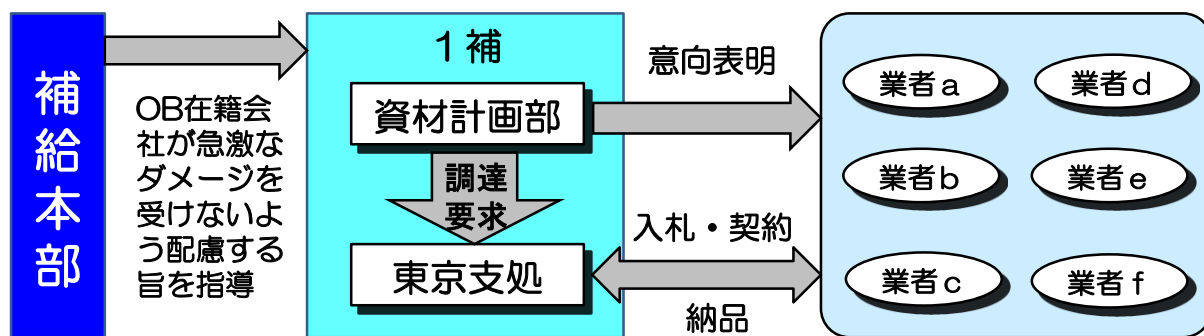 補給本部
OB在籍会
社が急激な
ダメージを
受けないよ
う配慮する
旨を指導
1補
資材計画部
調達
要求
東京支処
意向表明
入札・契約
納品
業者a
業者d
業者b
業者e
業者c
業者f